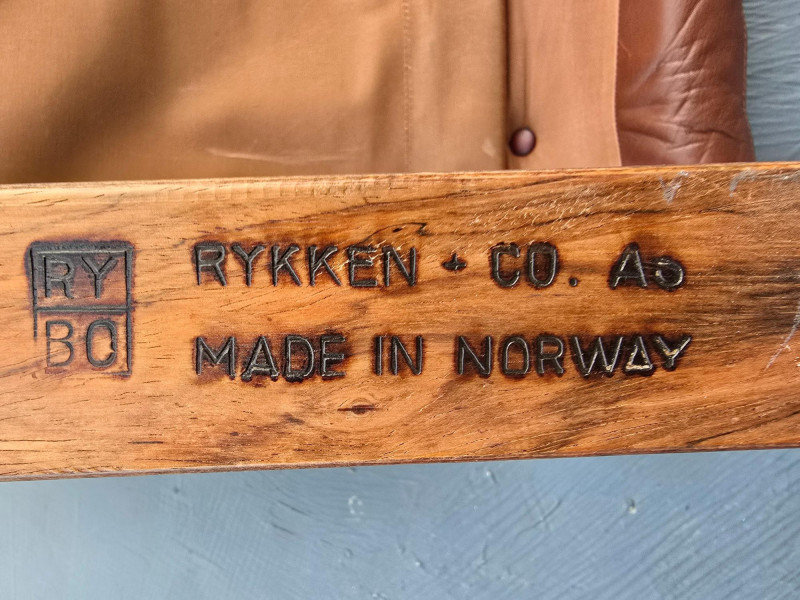 RY
BO
RYKKEN + CO. As
MADE IN NORWAY